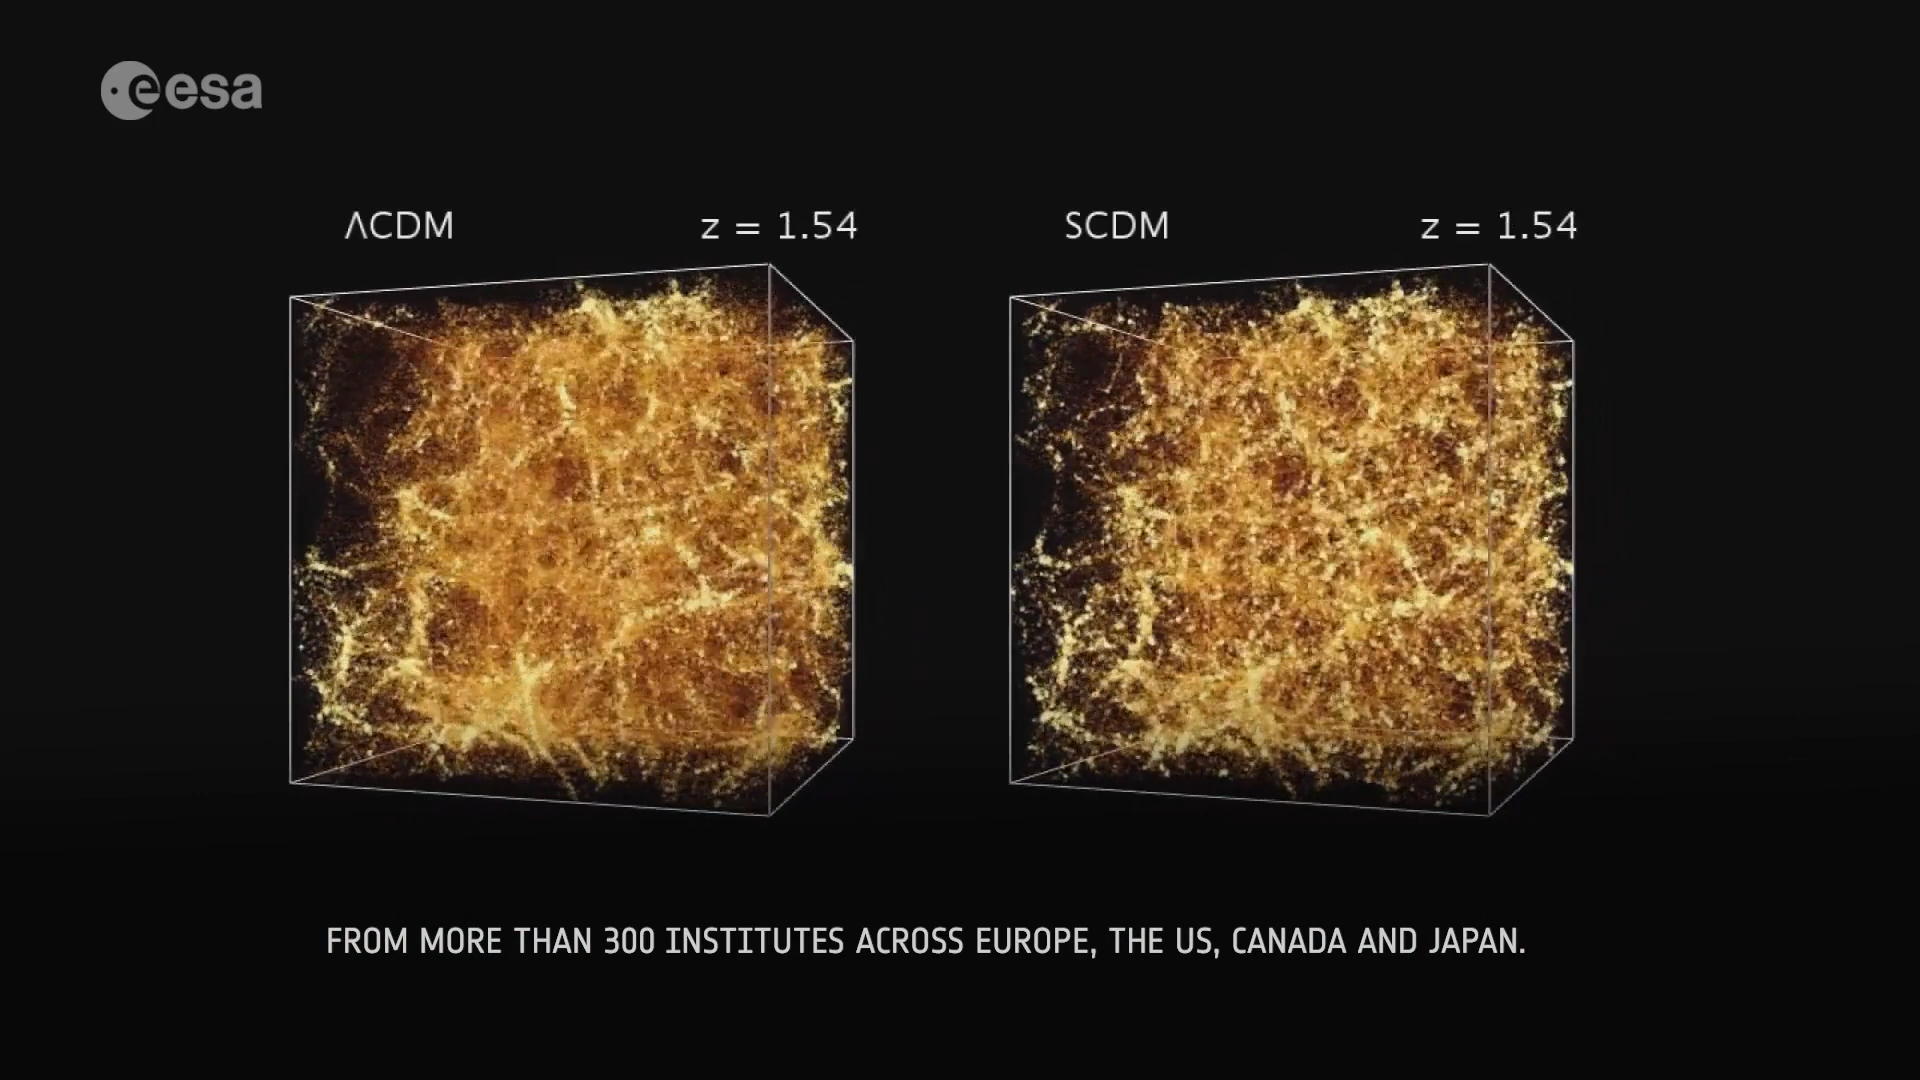 esa
ΛCDM z = 1.54 SCDM z = 1.54
FROM MORE THAN 300 INSTITUTES ACROSS EUROPE, THE US, CANADA AND JAPAN.